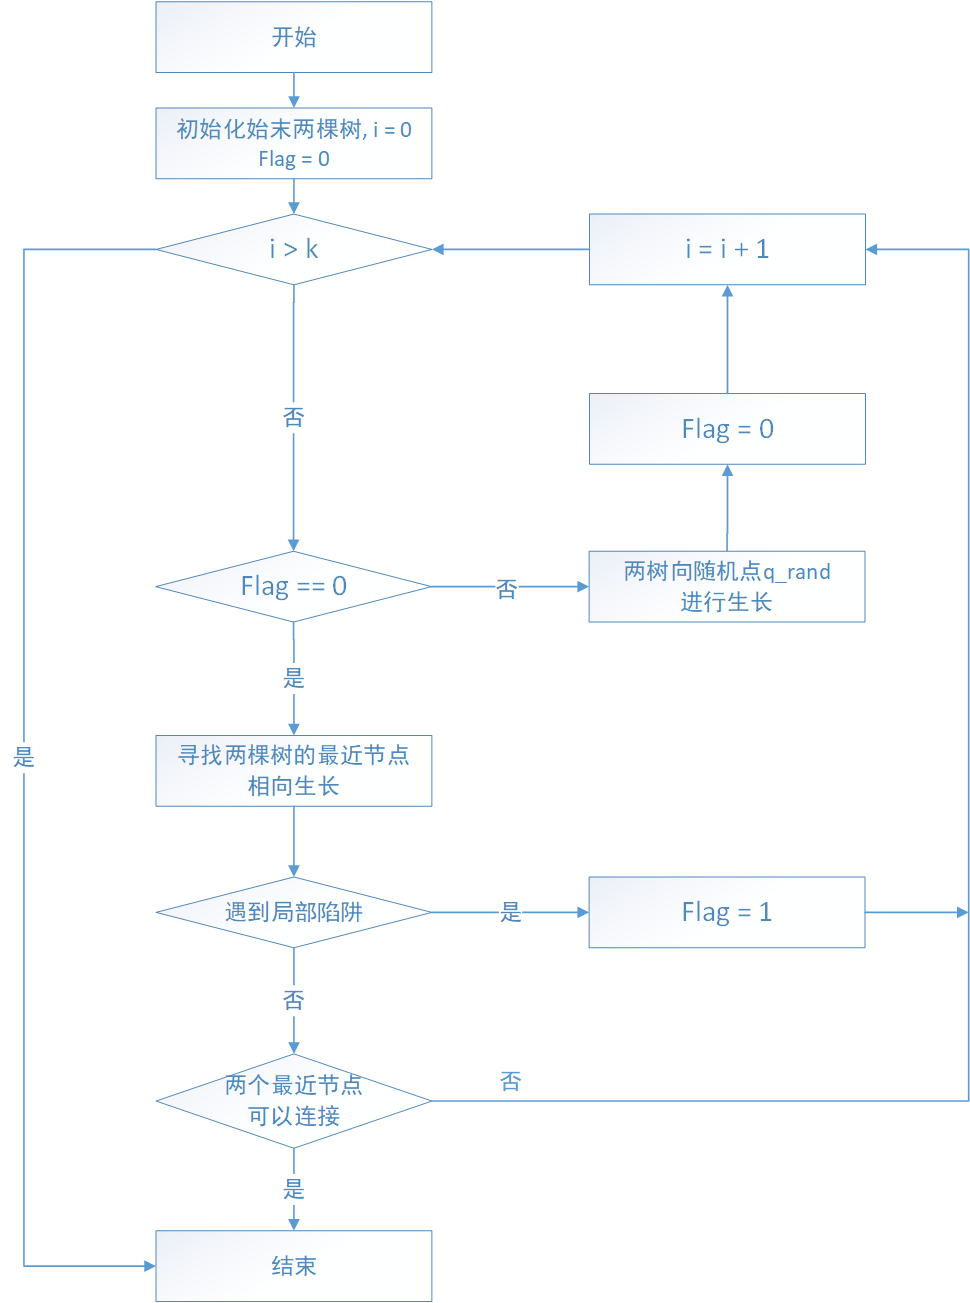 开始
初始化始末两棵树, i = 0
Flag = 0
i > k
i = i + 1
否
Flag = 0
Flag == 0
否
两树向随机点q_rand
进行生长
是
寻找两棵树的最近节点
相向生长
是
遇到局部陷阱
是
Flag = 1
否
两个最近节点
可以连接
否
是
结束